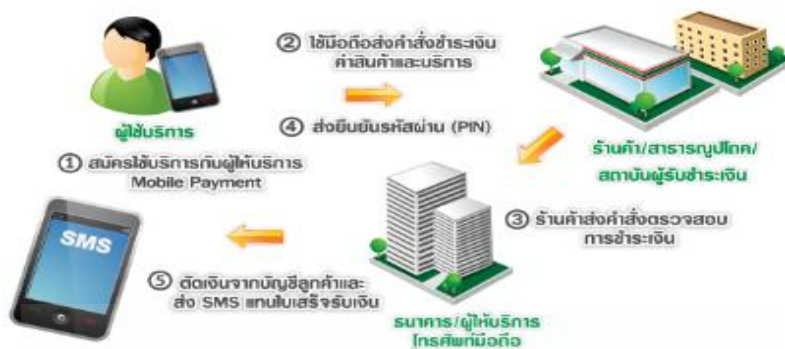 ผู้ใช้บริการ
① สมัครใช้บริการกับผู้ให้บริการ
Mobile Payment
② ใช้มือถือส่งคำสั่งชำระเงิน
ค่าสินค้าและบริการ
④ ส่งยืนยันรหัสผ่าน (PIN)
ร้านค้า/สาธารณูปโภค/
สถาบันผู้รับชำระเงิน
③ ร้านค้าส่งคำสั่งตรวจสอบ
การชำระเงิน
ธนาคาร/ผู้ให้บริการ
โทรศัพท์มือถือ
⑤ ตัดเงินจากบัญชีลูกค้าและ
ส่ง SMS แทนใบเสร็จรับเงิน
SMS